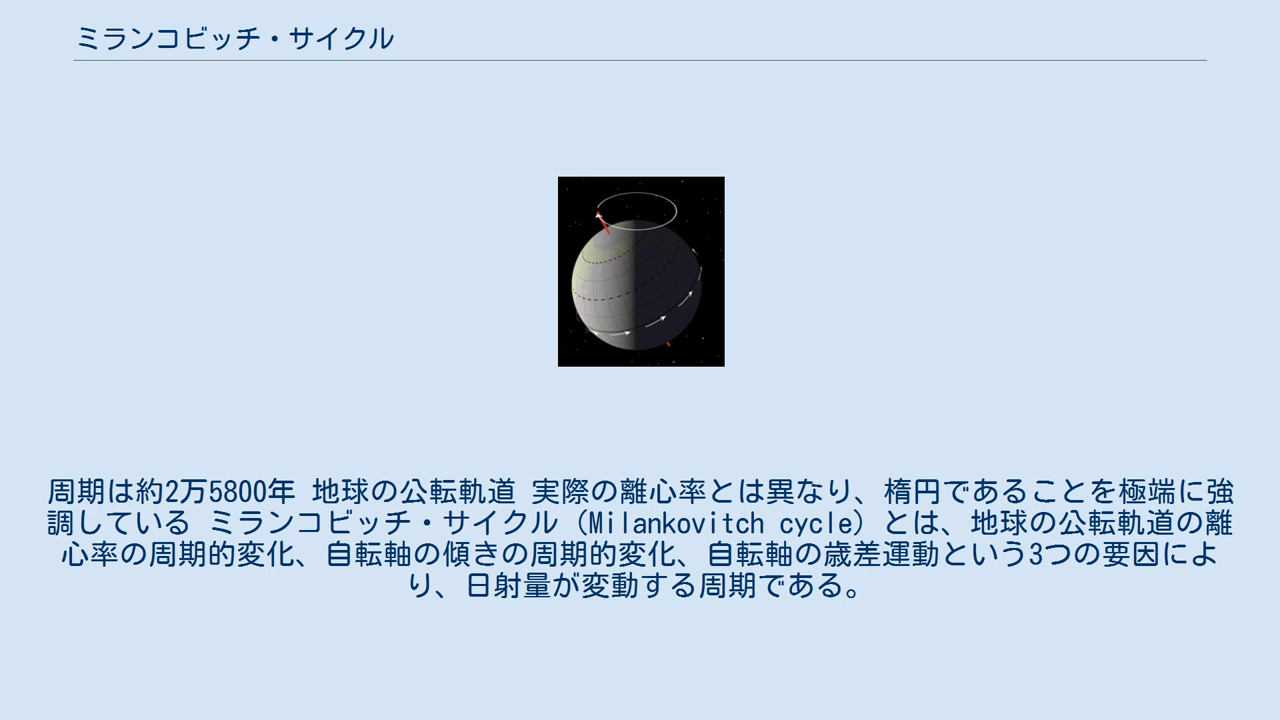 ミランコビッチ・サイクル
周期は約2万5800年 地球の公転軌道 実際の離心率とは異なり、楕円であることを極端に強
調している ミランコビッチ・サイクル (Milankovitch cycle) とは、地球の公転軌道の離
心率の周期的変化、自転軸の傾きの周期的変化、自転軸の歳差運動という3つの要因によ
り、日射量が変動する周期である。